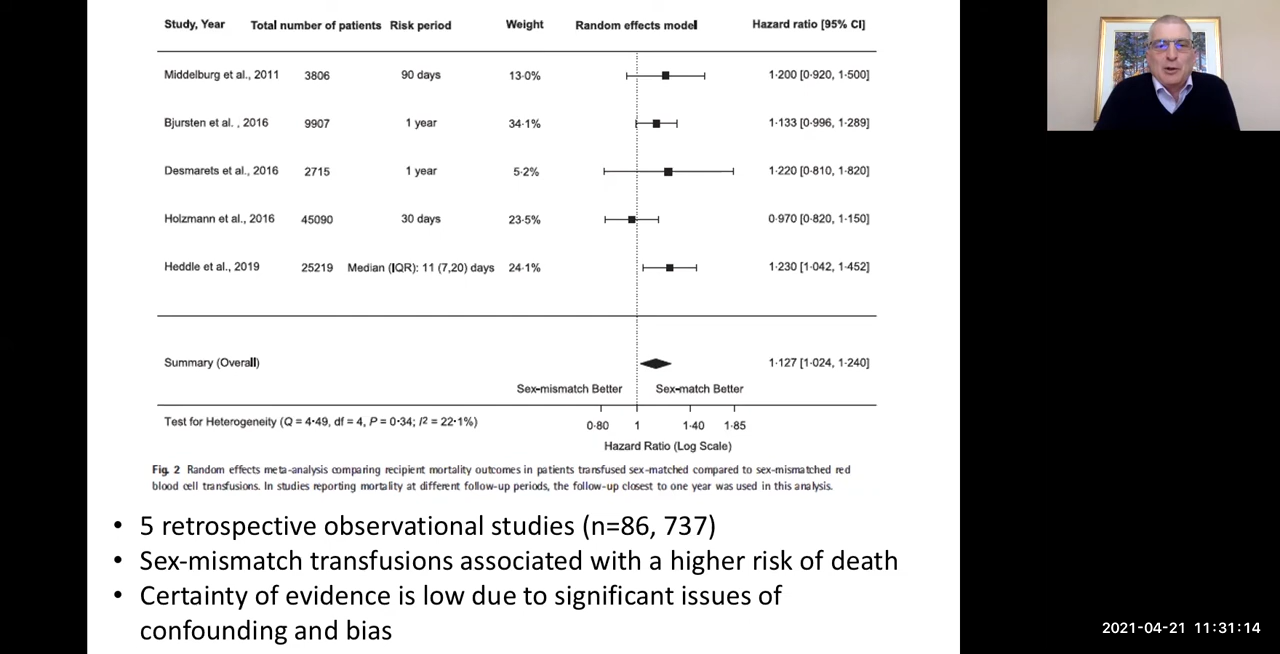 Study, Year Total number of patients Risk period Weight Random effects model Hazard ratio [95% CI]
Middelburg et al., 2011 3806 90 days 13·0% 1·200 [0·920, 1·500]
Bjursten et al. , 2016 9907 1 year 34·1% 1·133 [0·996, 1·289]
Desmarets et al., 2016 2715 1 year 5·2% 1·220 [0·810, 1·820]
Holzmann et al., 2016 45090 30 days 23·5% 0·970 [0·820, 1·150]
Heddle et al., 2019 25219 Median (IQR): 11 (7,20) days 24·1% 1·230 [1·042, 1·452]
Summary (Overall) 1·127 [1·024, 1·240]
Sex-mismatch Better Sex-match Better
Test for Heterogeneity (Q = 4·49, df = 4, P = 0·34; I2 = 22·1%)
0·80 1 1·40 1·85
Hazard Ratio (Log Scale)
Fig. 2 Random effects meta-analysis comparing recipient mortality outcomes in patients transfused sex-matched compared to sex-mismatched red
blood cell transfusions. In studies reporting mortality at different follow-up periods, the follow-up closest to one year was used in this analysis.
• 5 retrospective observational studies (n=86, 737)
• Sex-mismatch transfusions associated with a higher risk of death
• Certainty of evidence is low due to significant issues of
confounding and bias
2021-04-21 11:31:14